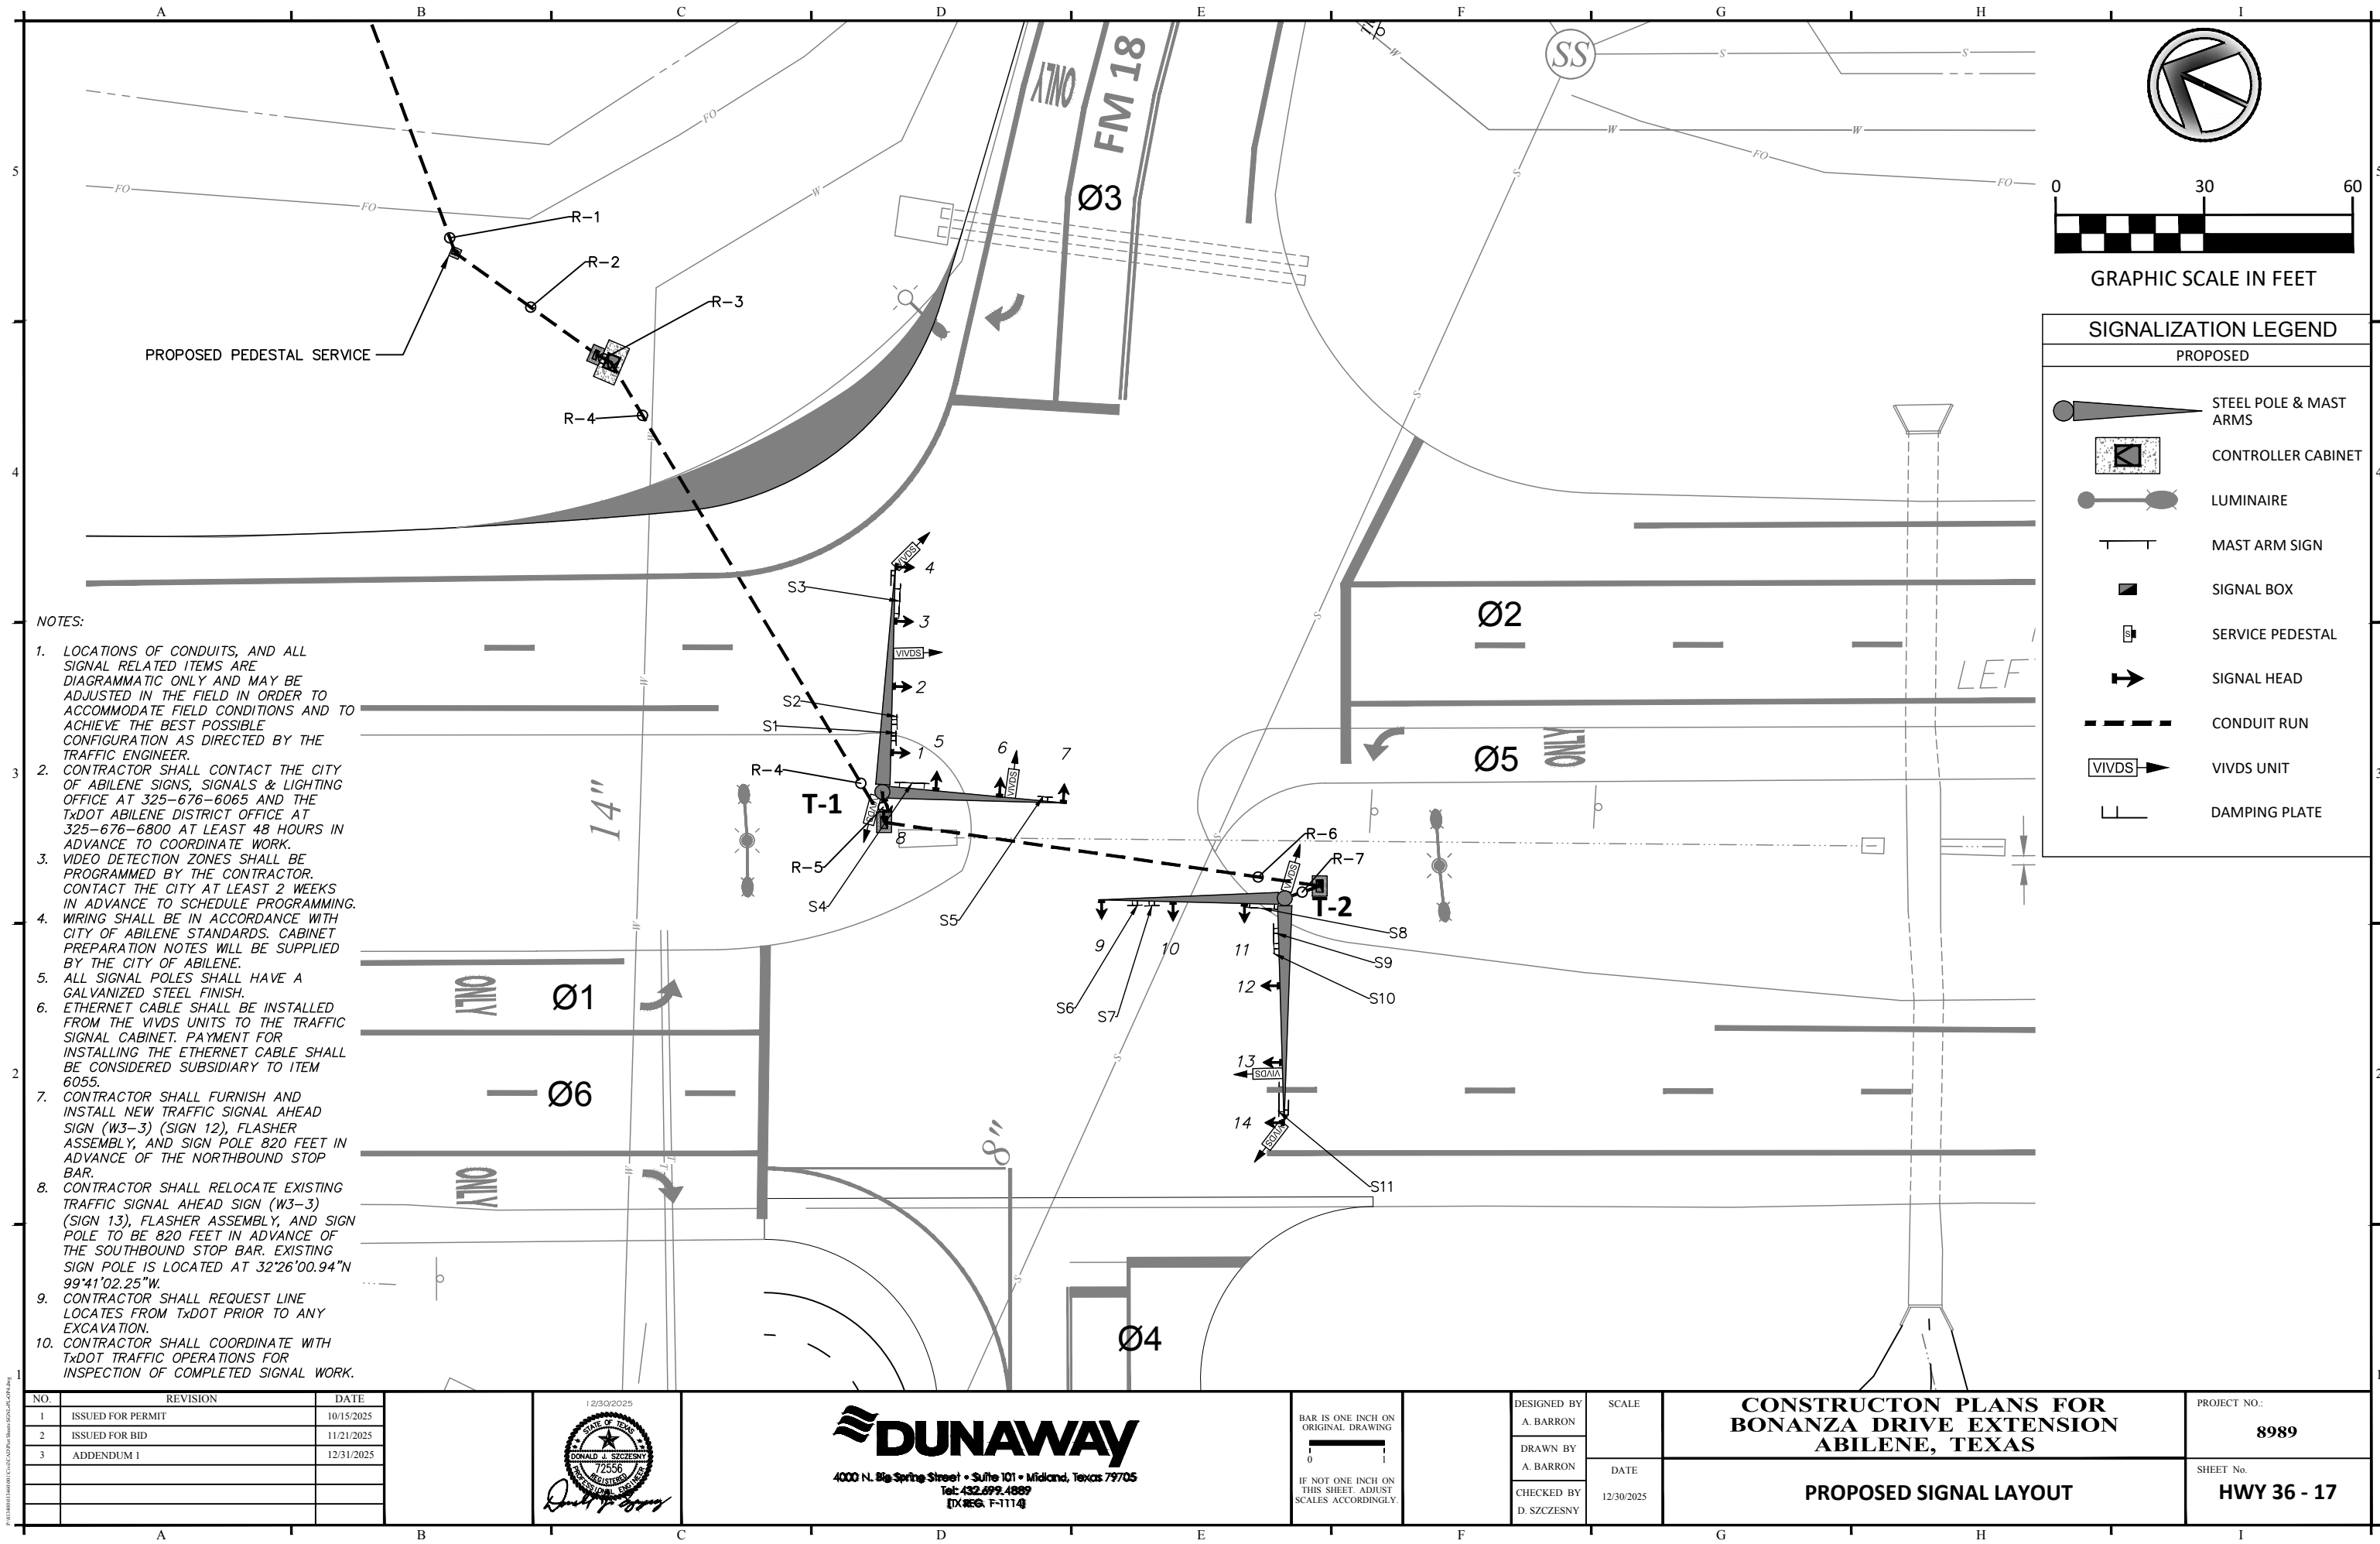 A
B
C
D
E
F
G
H
I
5
4
3
2
1
ONLY
FM 18
Ø3
SS
W
S
FO
R-1
R-2
R-3
R-4
PROPOSED PEDESTAL SERVICE
0
30
60
GRAPHIC SCALE IN FEET
SIGNALIZATION LEGEND
PROPOSED
STEEL POLE & MAST
ARMS
CONTROLLER CABINET
LUMINAIRE
MAST ARM SIGN
SIGNAL BOX
SERVICE PEDESTAL
SIGNAL HEAD
CONDUIT RUN
VIVDS
VIVDS UNIT
DAMPING PLATE
VIVDS
4
S3
3
VIVDS
2
S2
S1
1
5
6
7
VIVDS
R-4
T-1
VIVDS
8
R-5
S4
S5
14"
Ø2
LEF
Ø5
ONLY
R-6
R-7
VIVDS
T-2
S8
S9
S10
9
10
11
S6
S7
12
13
VIVDS
14
VIVDS
S11
ONLY
Ø1
Ø6
ONLY
8"
Ø4
NOTES:
1. LOCATIONS OF CONDUITS, AND ALL
SIGNAL RELATED ITEMS ARE
DIAGRAMMATIC ONLY AND MAY BE
ADJUSTED IN THE FIELD IN ORDER TO
ACCOMMODATE FIELD CONDITIONS AND TO
ACHIEVE THE BEST POSSIBLE
CONFIGURATION AS DIRECTED BY THE
TRAFFIC ENGINEER.
2. CONTRACTOR SHALL CONTACT THE CITY
OF ABILENE SIGNS, SIGNALS & LIGHTING
OFFICE AT 325-676-6065 AND THE
TxDOT ABILENE DISTRICT OFFICE AT
325-676-6800 AT LEAST 48 HOURS IN
ADVANCE TO COORDINATE WORK.
3. VIDEO DETECTION ZONES SHALL BE
PROGRAMMED BY THE CONTRACTOR.
CONTACT THE CITY AT LEAST 2 WEEKS
IN ADVANCE TO SCHEDULE PROGRAMMING.
4. WIRING SHALL BE IN ACCORDANCE WITH
CITY OF ABILENE STANDARDS. CABINET
PREPARATION NOTES WILL BE SUPPLIED
BY THE CITY OF ABILENE.
5. ALL SIGNAL POLES SHALL HAVE A
GALVANIZED STEEL FINISH.
6. ETHERNET CABLE SHALL BE INSTALLED
FROM THE VIVDS UNITS TO THE TRAFFIC
SIGNAL CABINET. PAYMENT FOR
INSTALLING THE ETHERNET CABLE SHALL
BE CONSIDERED SUBSIDIARY TO ITEM
6055.
7. CONTRACTOR SHALL FURNISH AND
INSTALL NEW TRAFFIC SIGNAL AHEAD
SIGN (W3-3) (SIGN 12), FLASHER
ASSEMBLY, AND SIGN POLE 820 FEET IN
ADVANCE OF THE NORTHBOUND STOP
BAR.
8. CONTRACTOR SHALL RELOCATE EXISTING
TRAFFIC SIGNAL AHEAD SIGN (W3-3)
(SIGN 13), FLASHER ASSEMBLY, AND SIGN
POLE TO BE 820 FEET IN ADVANCE OF
THE SOUTHBOUND STOP BAR. EXISTING
SIGN POLE IS LOCATED AT 32°26'00.94"N
99°41'02.25"W.
9. CONTRACTOR SHALL REQUEST LINE
LOCATES FROM TxDOT PRIOR TO ANY
EXCAVATION.
10. CONTRACTOR SHALL COORDINATE WITH
TxDOT TRAFFIC OPERATIONS FOR
INSPECTION OF COMPLETED SIGNAL WORK.
NO. REVISION DATE
1 ISSUED FOR PERMIT 10/15/2025
2 ISSUED FOR BID 11/21/2025
3 ADDENDUM 1 12/31/2025
12/30/2025
STATE OF TEXAS
DONALD J. SZCZESNY
72556
REGISTERED
PROFESSIONAL ENGINEER
DUNAWAY
4000 N. Big Spring Street • Suite 101 • Midland, Texas 79705
Tel: 432.699.4889
(TX REG. F-1114)
BAR IS ONE INCH ON
ORIGINAL DRAWING
0 1
IF NOT ONE INCH ON
THIS SHEET. ADJUST
SCALES ACCORDINGLY.
DESIGNED BY
A. BARRON
DRAWN BY
A. BARRON
CHECKED BY
D. SZCZESNY
SCALE
DATE
12/30/2025
CONSTRUCTON PLANS FOR
BONANZA DRIVE EXTENSION
ABILENE, TEXAS
PROPOSED SIGNAL LAYOUT
PROJECT NO.:
8989
SHEET No.
HWY 36 - 17
A
B
C
D
E
F
G
H
I